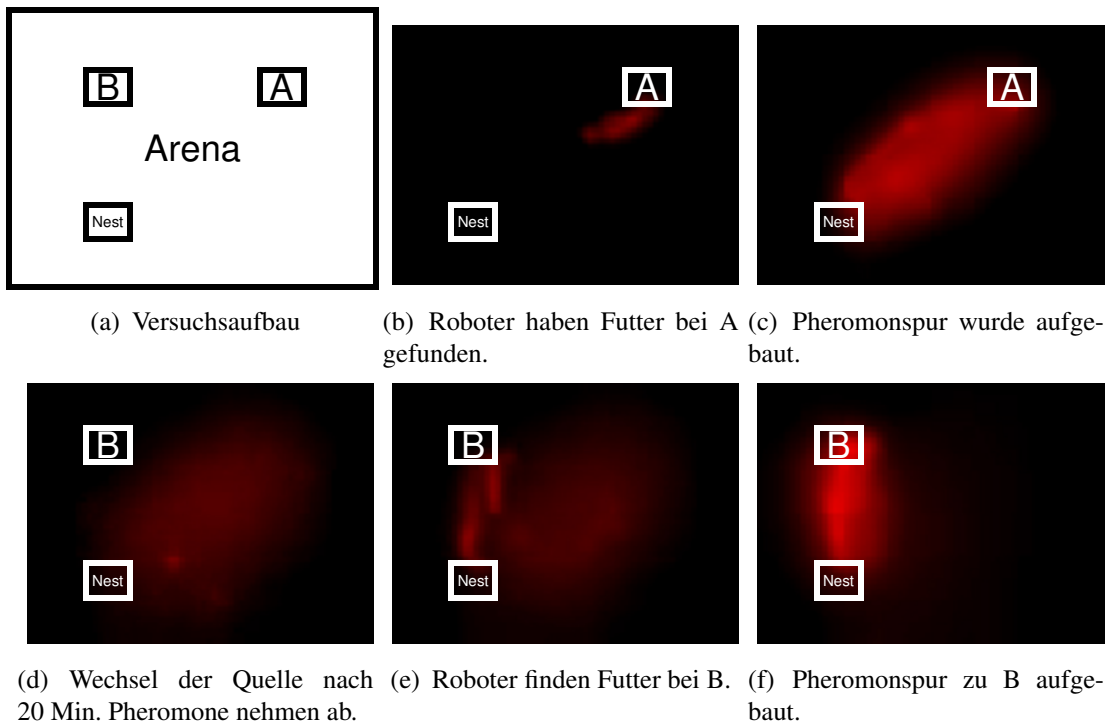 B
A
Arena
Nest
A
Nest
A
Nest
(a) Versuchsaufbau
(b) Roboter haben Futter bei A
gefunden.
(c) Pheromonspur wurde aufge-
baut.
B
Nest
B
Nest
B
Nest
(d) Wechsel der Quelle nach
20 Min. Pheromone nehmen ab.
(e) Roboter finden Futter bei B.
(f) Pheromonspur zu B aufge-
baut.